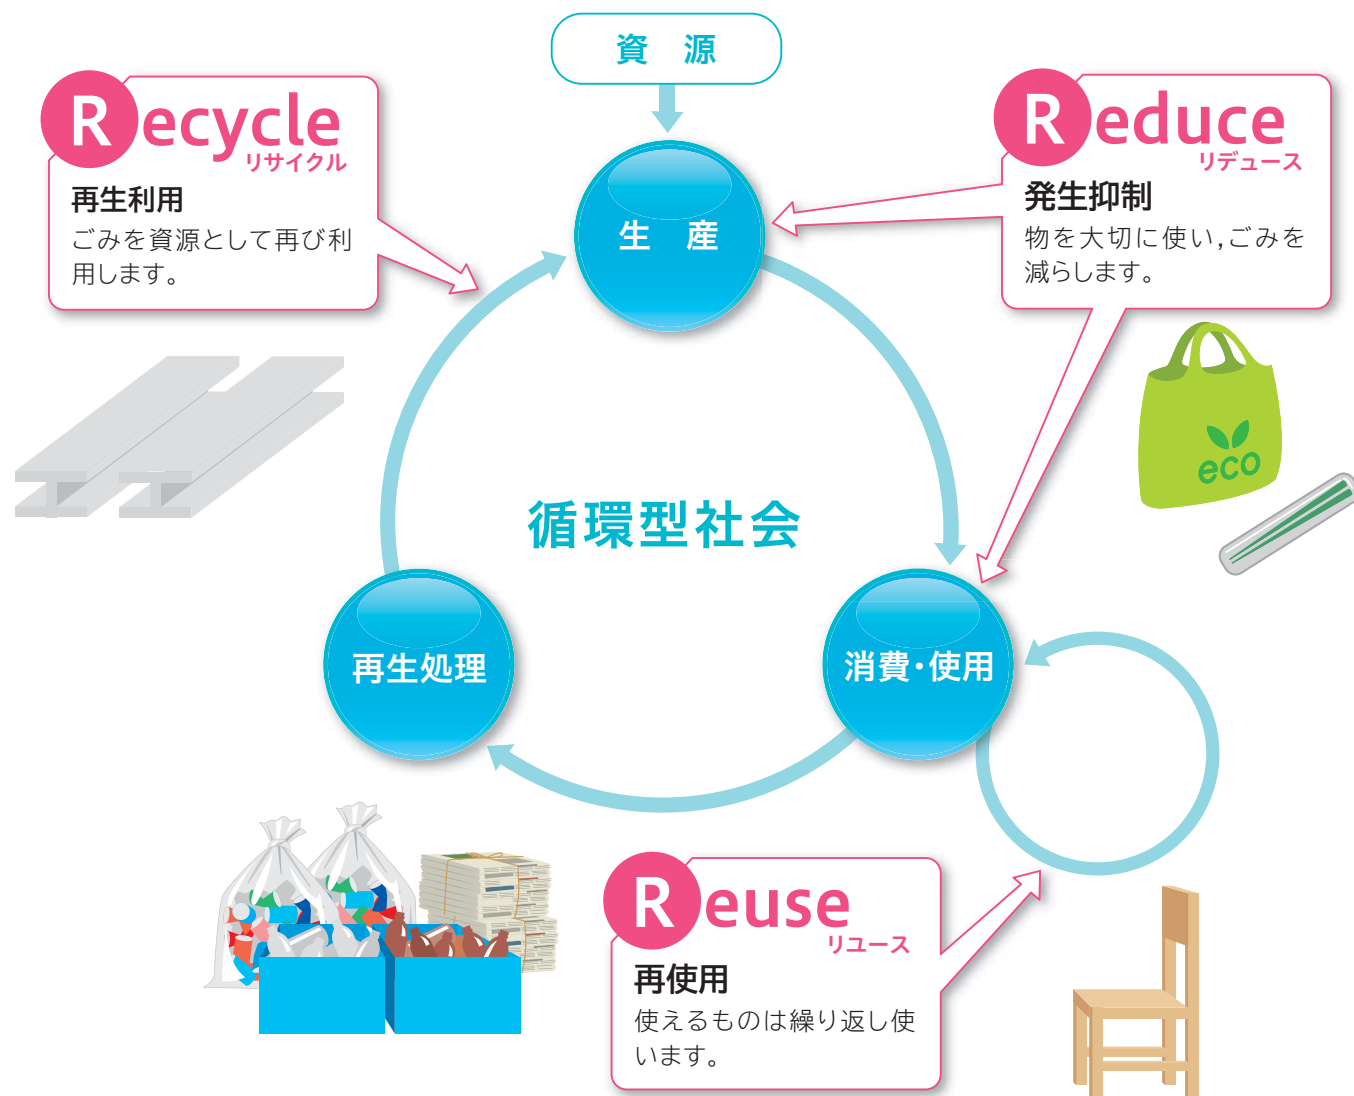 資　源
Recycle
リサイクル
再生利用
ごみを資源として再び利
用します。
Reduce
リデュース
発生抑制
物を大切に使い,ごみを
減らします。
生　産
eco
循環型社会
再生処理
消費・使用
Reuse
リユース
再使用
使えるものは繰り返し使
います。